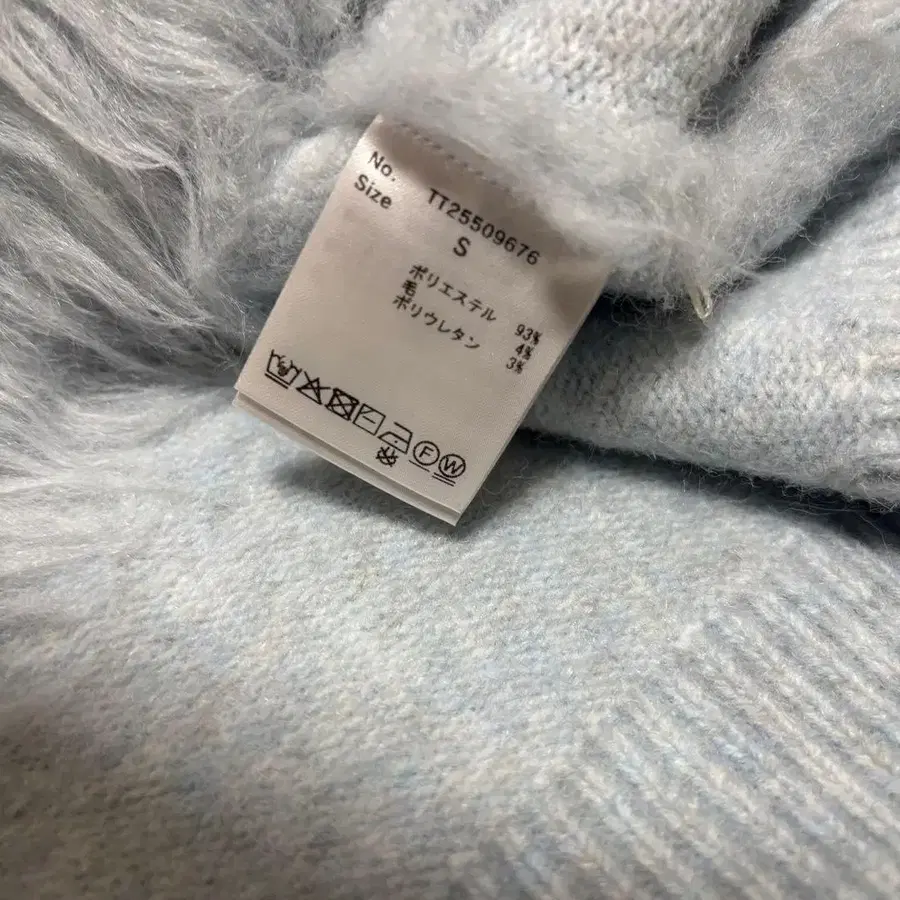 No. TT25509676
Size S
ポリエステル 93%
毛 4%
ポリウレタン 3%
F W